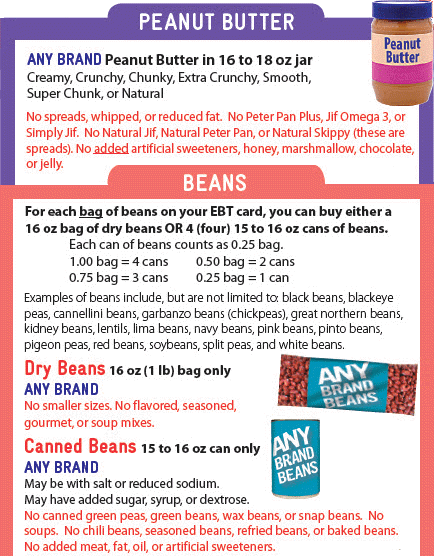 PEANUT BUTTER
Peanut
Butter
ANY BRAND Peanut Butter in 16 to 18 oz jar
Creamy, Crunchy, Chunky, Extra Crunchy, Smooth,
Super Chunk, or Natural
No spreads, whipped, or reduced fat. No Peter Pan Plus, Jif Omega 3, or
Simply Jif. No Natural Jif, Natural Peter Pan, or Natural Skippy (these are
spreads). No added artificial sweeteners, honey, marshmallow, chocolate,
or jelly.
BEANS
For each bag of beans on your EBT card, you can buy either a
16 oz bag of dry beans OR 4 (four) 15 to 16 oz cans of beans.
Each can of beans counts as 0.25 bag.
1.00 bag = 4 cans 0.50 bag = 2 cans
0.75 bag = 3 cans 0.25 bag = 1 can
Examples of beans include, but are not limited to: black beans, blackeye
peas, cannellini beans, garbanzo beans (chickpeas), great northern beans,
kidney beans, lentils, lima beans, navy beans, pink beans, pinto beans,
pigeon peas, red beans, soybeans, split peas, and white beans.
Dry Beans 16 oz (1 lb) bag only
ANY BRAND
No smaller sizes. No flavored, seasoned,
gourmet, or soup mixes.
ANY
BRAND
BEANS
Canned Beans 15 to 16 oz can only
ANY BRAND
May be with salt or reduced sodium.
May have added sugar, syrup, or dextrose.
ANY
BRAND
BEANS
No canned green peas, green beans, wax beans, or snap beans. No
soups. No chili beans, seasoned beans, refried beans, or baked beans.
No added meat, fat, oil, or artificial sweeteners.